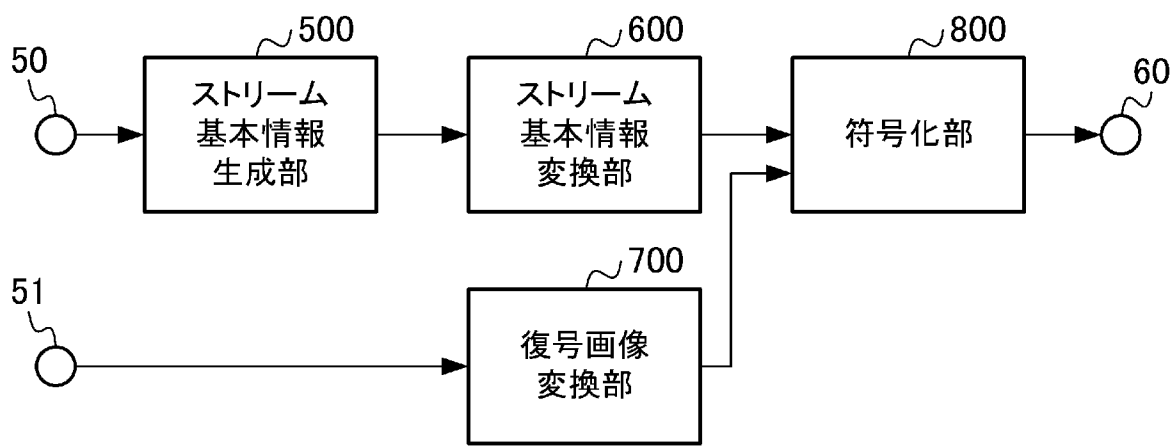 500
600
800
50
60
ストリーム
基本情報
生成部
ストリーム
基本情報
変換部
符号化部
700
51
復号画像
変換部